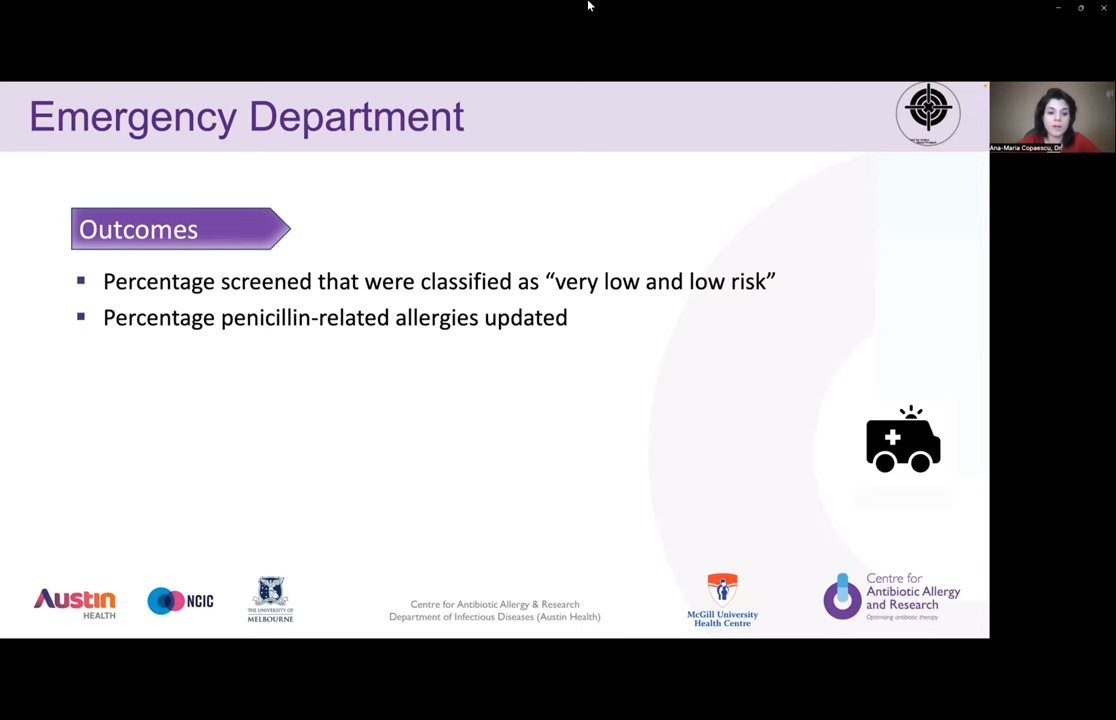 Emergency Department
Ana-Maria Copaescu, Dr
Outcomes
Percentage screened that were classified as “very low and low risk”
Percentage penicillin-related allergies updated
Austin
HEALTH
NCIC
THE UNIVERSITY OF
MELBOURNE
Centre for Antibiotic Allergy & Research
Department of Infectious Diseases (Austin Health)
McGill University
Health Centre
Centre for
Antibiotic Allergy
and Research
Optimising antibiotic therapy